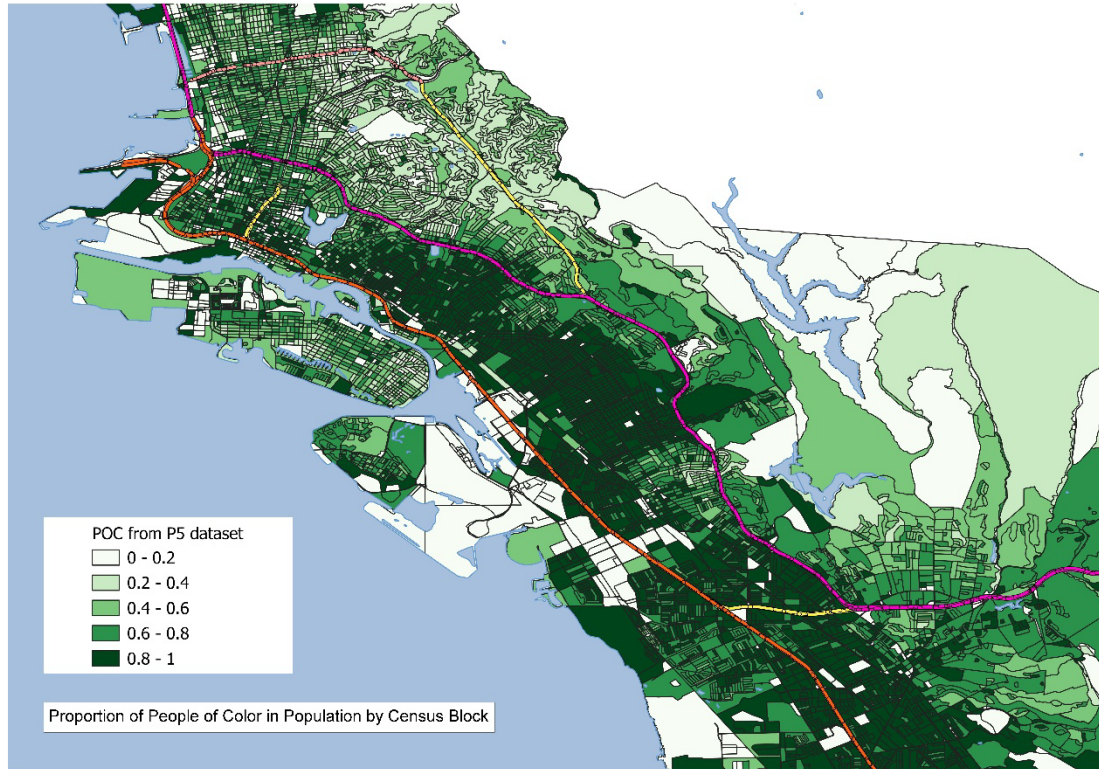 POC from P5 dataset
0 - 0.2
0.2 - 0.4
0.4 - 0.6
0.6 - 0.8
0.8 - 1
Proportion of People of Color in Population by Census Block